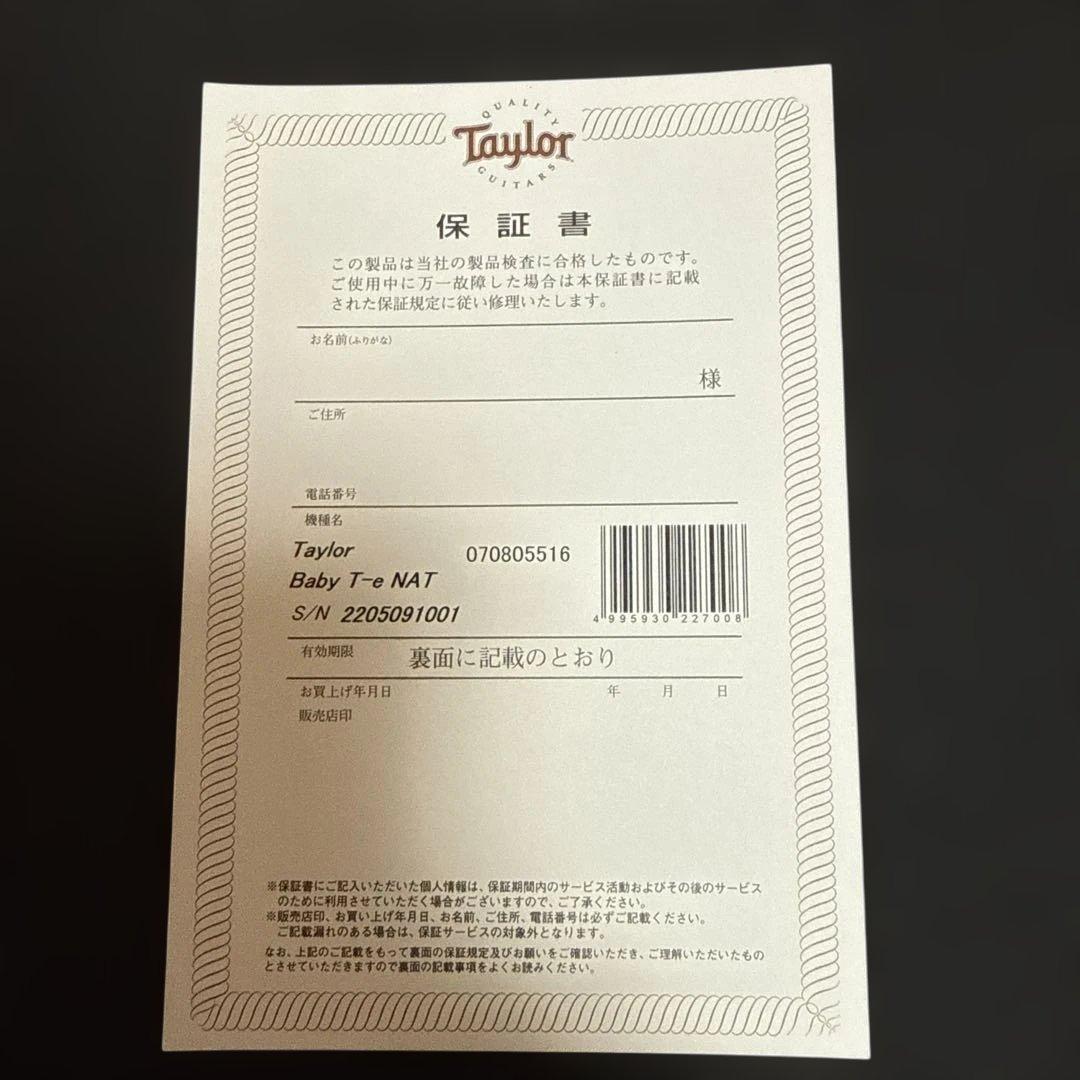 QUALITY
Taylor
GUITARS
保証書
この製品は当社の製品検査に合格したものです。
ご使用中に万一故障した場合は本保証書に記載
された保証規定に従い修理いたします。
お名前(ふりがな)
様
ご住所
電話番号
機種名
Taylor 070805516
Baby T-e NAT
S/N 2205091001
4 995930 227008
有効期限 裏面に記載のとおり
お買上げ年月日 年 月 日
販売店印
※保証書にご記入いただいた個人情報は、保証期間内のサービス活動およびその後のサービス
のために利用させていただく場合がございますので、ご了承ください。
※販売店印、お買い上げ年月日、お名前、ご住所、電話番号は必ずご記載ください。
ご記載漏れのある場合は、保証サービスの対象外となります。
なお、上記のご記載をもって裏面の保証規定及びお願いをご確認いただき、ご理解いただいたもの
とさせていただきますので裏面の記載事項をよくお読みください。